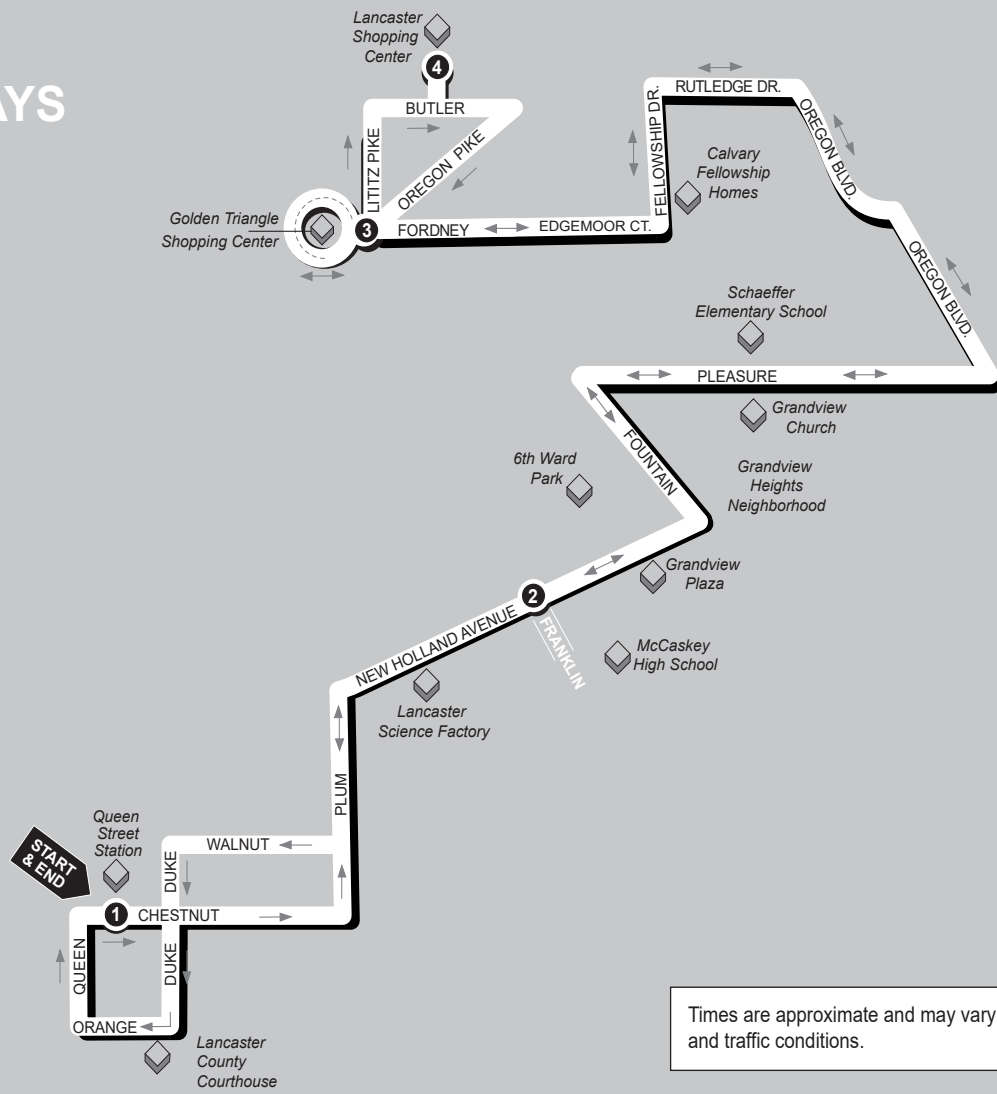 AYS
Lancaster
Shopping
Center
4
BUTLER
LITITZ PIKE
OREGON PIKE
Golden Triangle
Shopping Center
3
FORDNEY
EDGEMOOR CT.
FELLOWSHIP DR.
RUTLEDGE DR.
OREGON BLVD.
Calvary
Fellowship
Homes
OREGON BLVD.
Schaeffer
Elementary School
PLEASURE
Grandview
Church
FOUNTAIN
6th Ward
Park
Grandview
Heights
Neighborhood
Grandview
Plaza
2
FRANKLIN
NEW HOLLAND AVENUE
McCaskey
High School
Lancaster
Science Factory
PLUM
Queen
Street
Station
START
& END
WALNUT
DUKE
1
CHESTNUT
QUEEN
DUKE
ORANGE
Lancaster
County
Courthouse
Times are approximate and may vary
and traffic conditions.